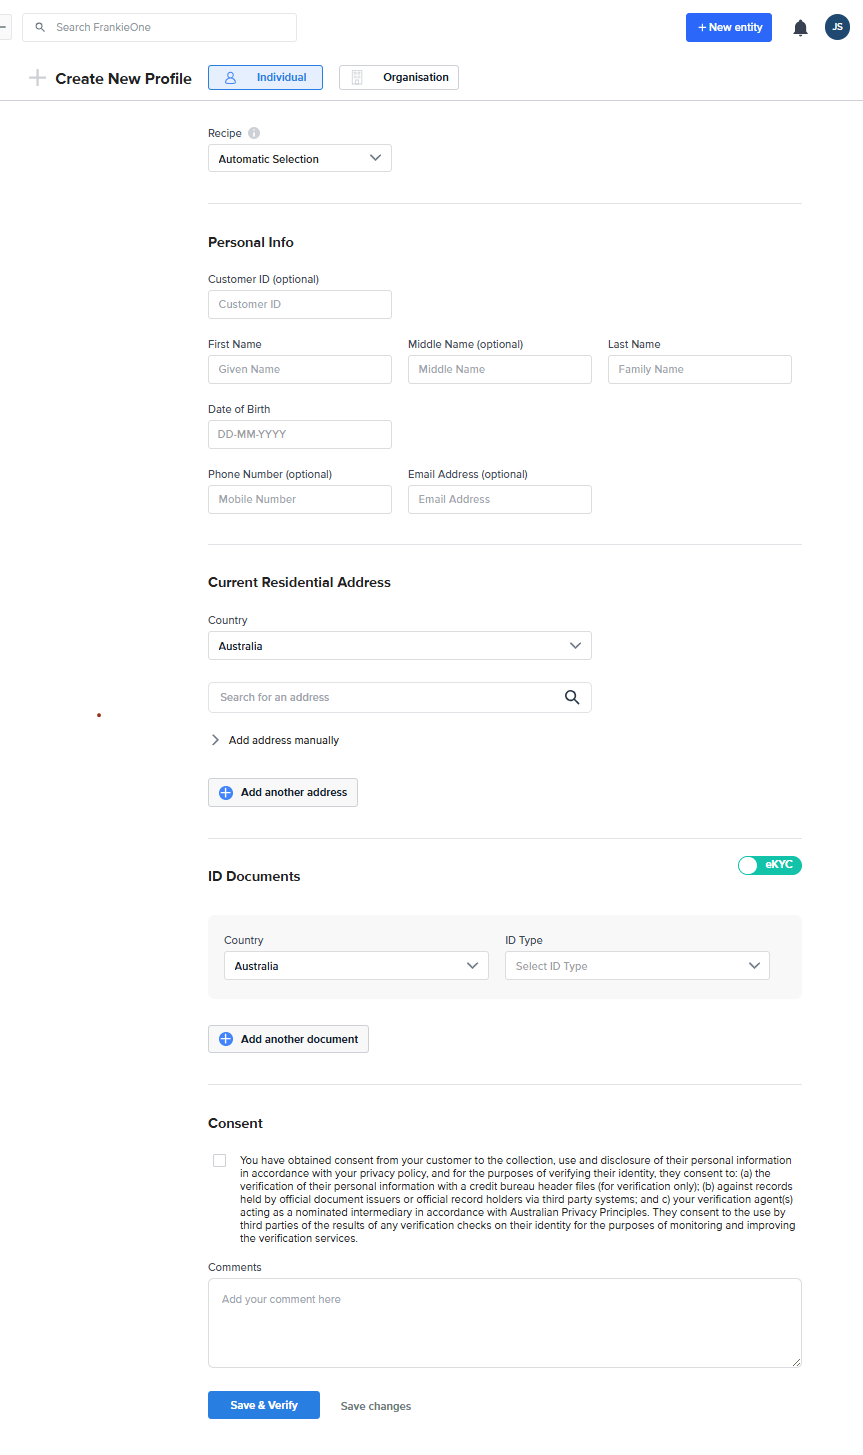 Search FrankieOne
+ New entity
JS
Create New Profile
Individual
Organisation
Recipe
Automatic Selection
Personal Info
Customer ID (optional)
Customer ID
First Name
Middle Name (optional)
Last Name
Given Name
Middle Name
Family Name
Date of Birth
DD-MM-YYYY
Phone Number (optional)
Email Address (optional)
Mobile Number
Email Address
Current Residential Address
Country
Australia
Search for an address
Add address manually
Add another address
eKYC
ID Documents
Country
ID Type
Australia
Select ID Type
Add another document
Consent
You have obtained consent from your customer to the collection, use and disclosure of their personal information
in accordance with your privacy policy, and for the purposes of verifying their identity, they consent to: (a) the
verification of their personal information with a credit bureau header files (for verification only); (b) against records
held by official document issuers or official record holders via third party systems; and c) your verification agent(s)
acting as a nominated intermediary in accordance with Australian Privacy Principles. They consent to the use by
third parties of the results of any verification checks on their identity for the purposes of monitoring and improving
the verification services.
Comments
Add your comment here
Save & Verify
Save changes